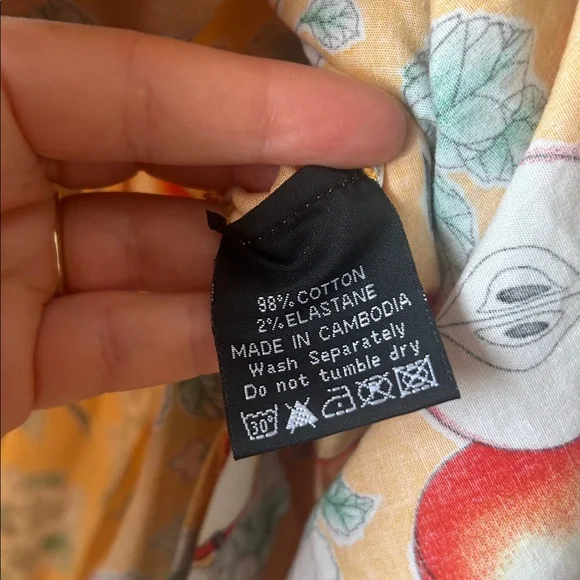 98% COTTON
2% ELASTANE
MADE IN CAMBODIA
Wash Separately
Do not tumble dry
30°